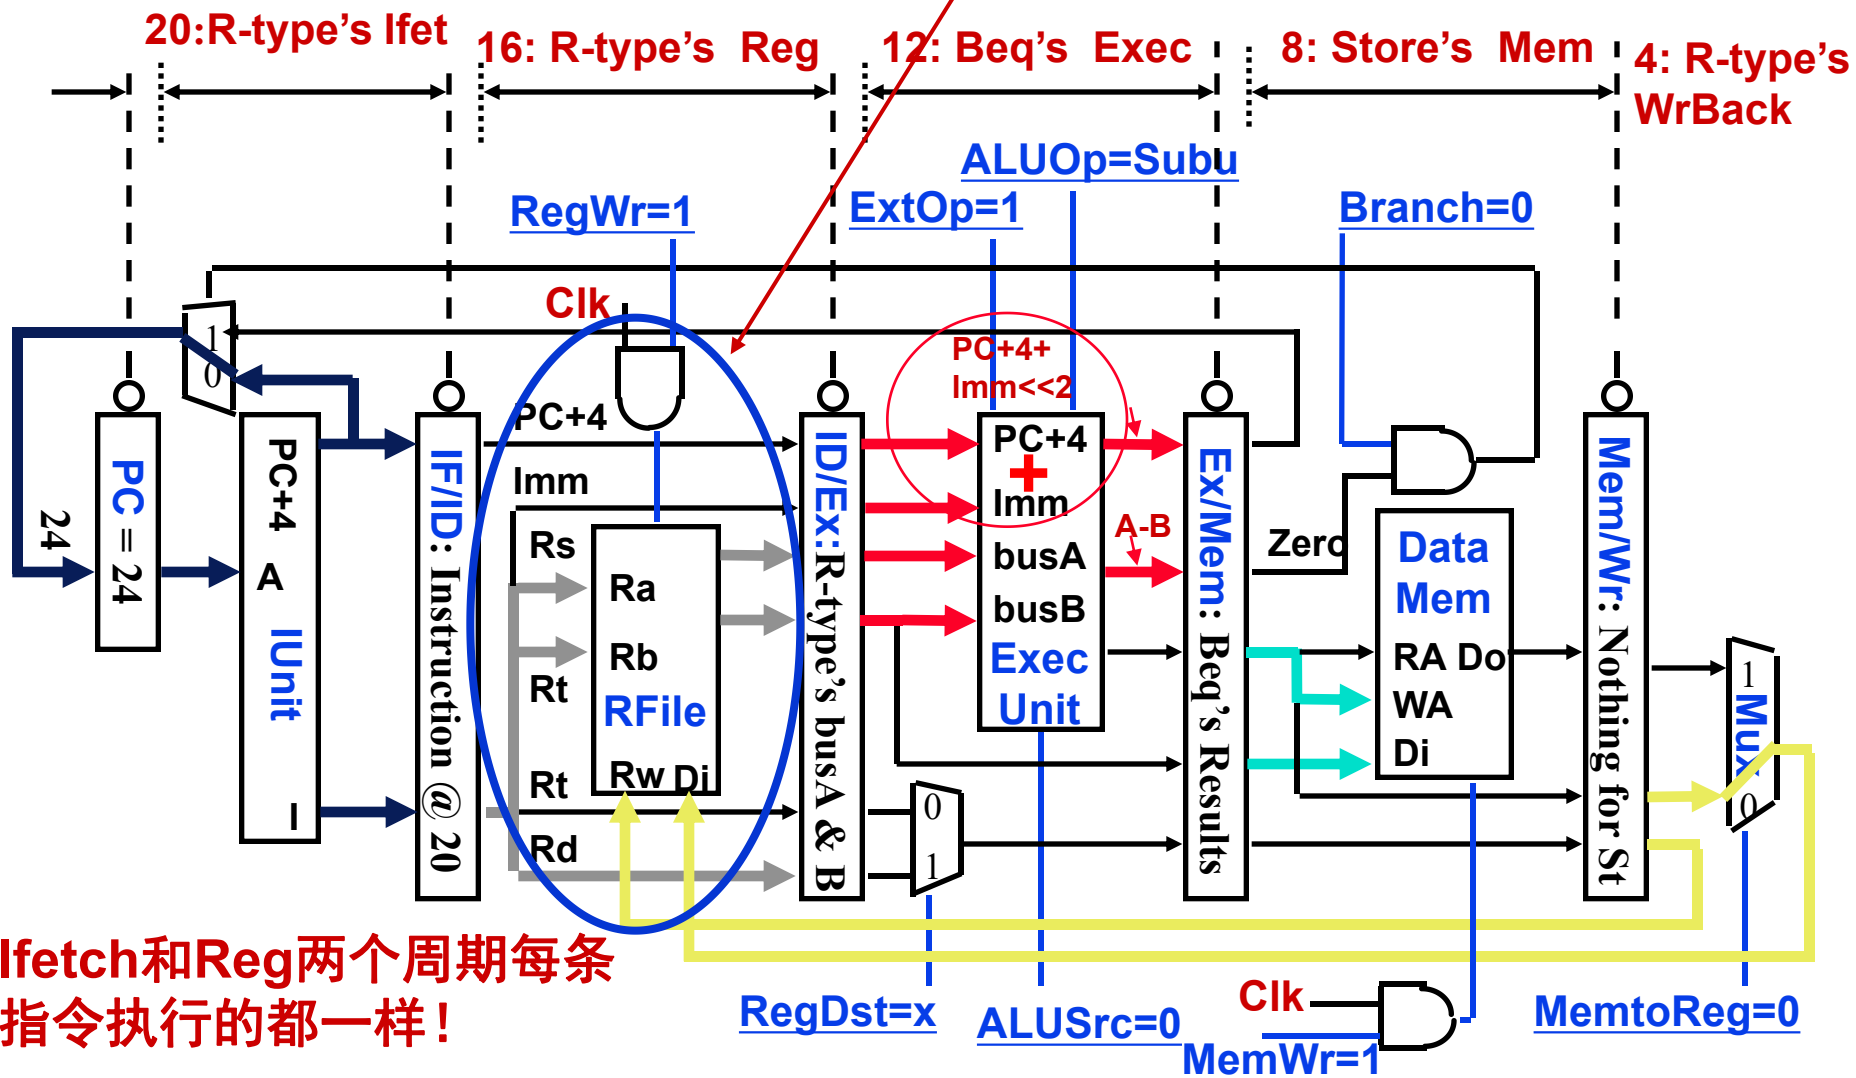 20:R-type's Ifet
16: R-type's Reg
12: Beq's Exec
8: Store's Mem
4: R-type's
WrBack
ALUOp=Subu
RegWr=1
ExtOp=1
Branch=0
Clk
1
0
PC+4+
Imm<<2
PC+4
Imm
PC = 24
24
PC+4
A
IUnit
I
IF/ID: Instruction @ 20
Rs
Rt
Ra
Rb
RFile
Rw Di
Rt
Rd
ID/Ex:R-type's busA & B
PC+4
+
Imm
busA
busB
Exec
Unit
A-B
0
1
Ex/Mem: Beq's Results
Zero
Data
Mem
RA Do
WA
Di
Mem/Wr: Nothing for St
1
Mux
0
Ifetch和Reg两个周期每条
指令执行的都一样！
RegDst=x
ALUSrc=0
Clk
MemWr=1
MemtoReg=0